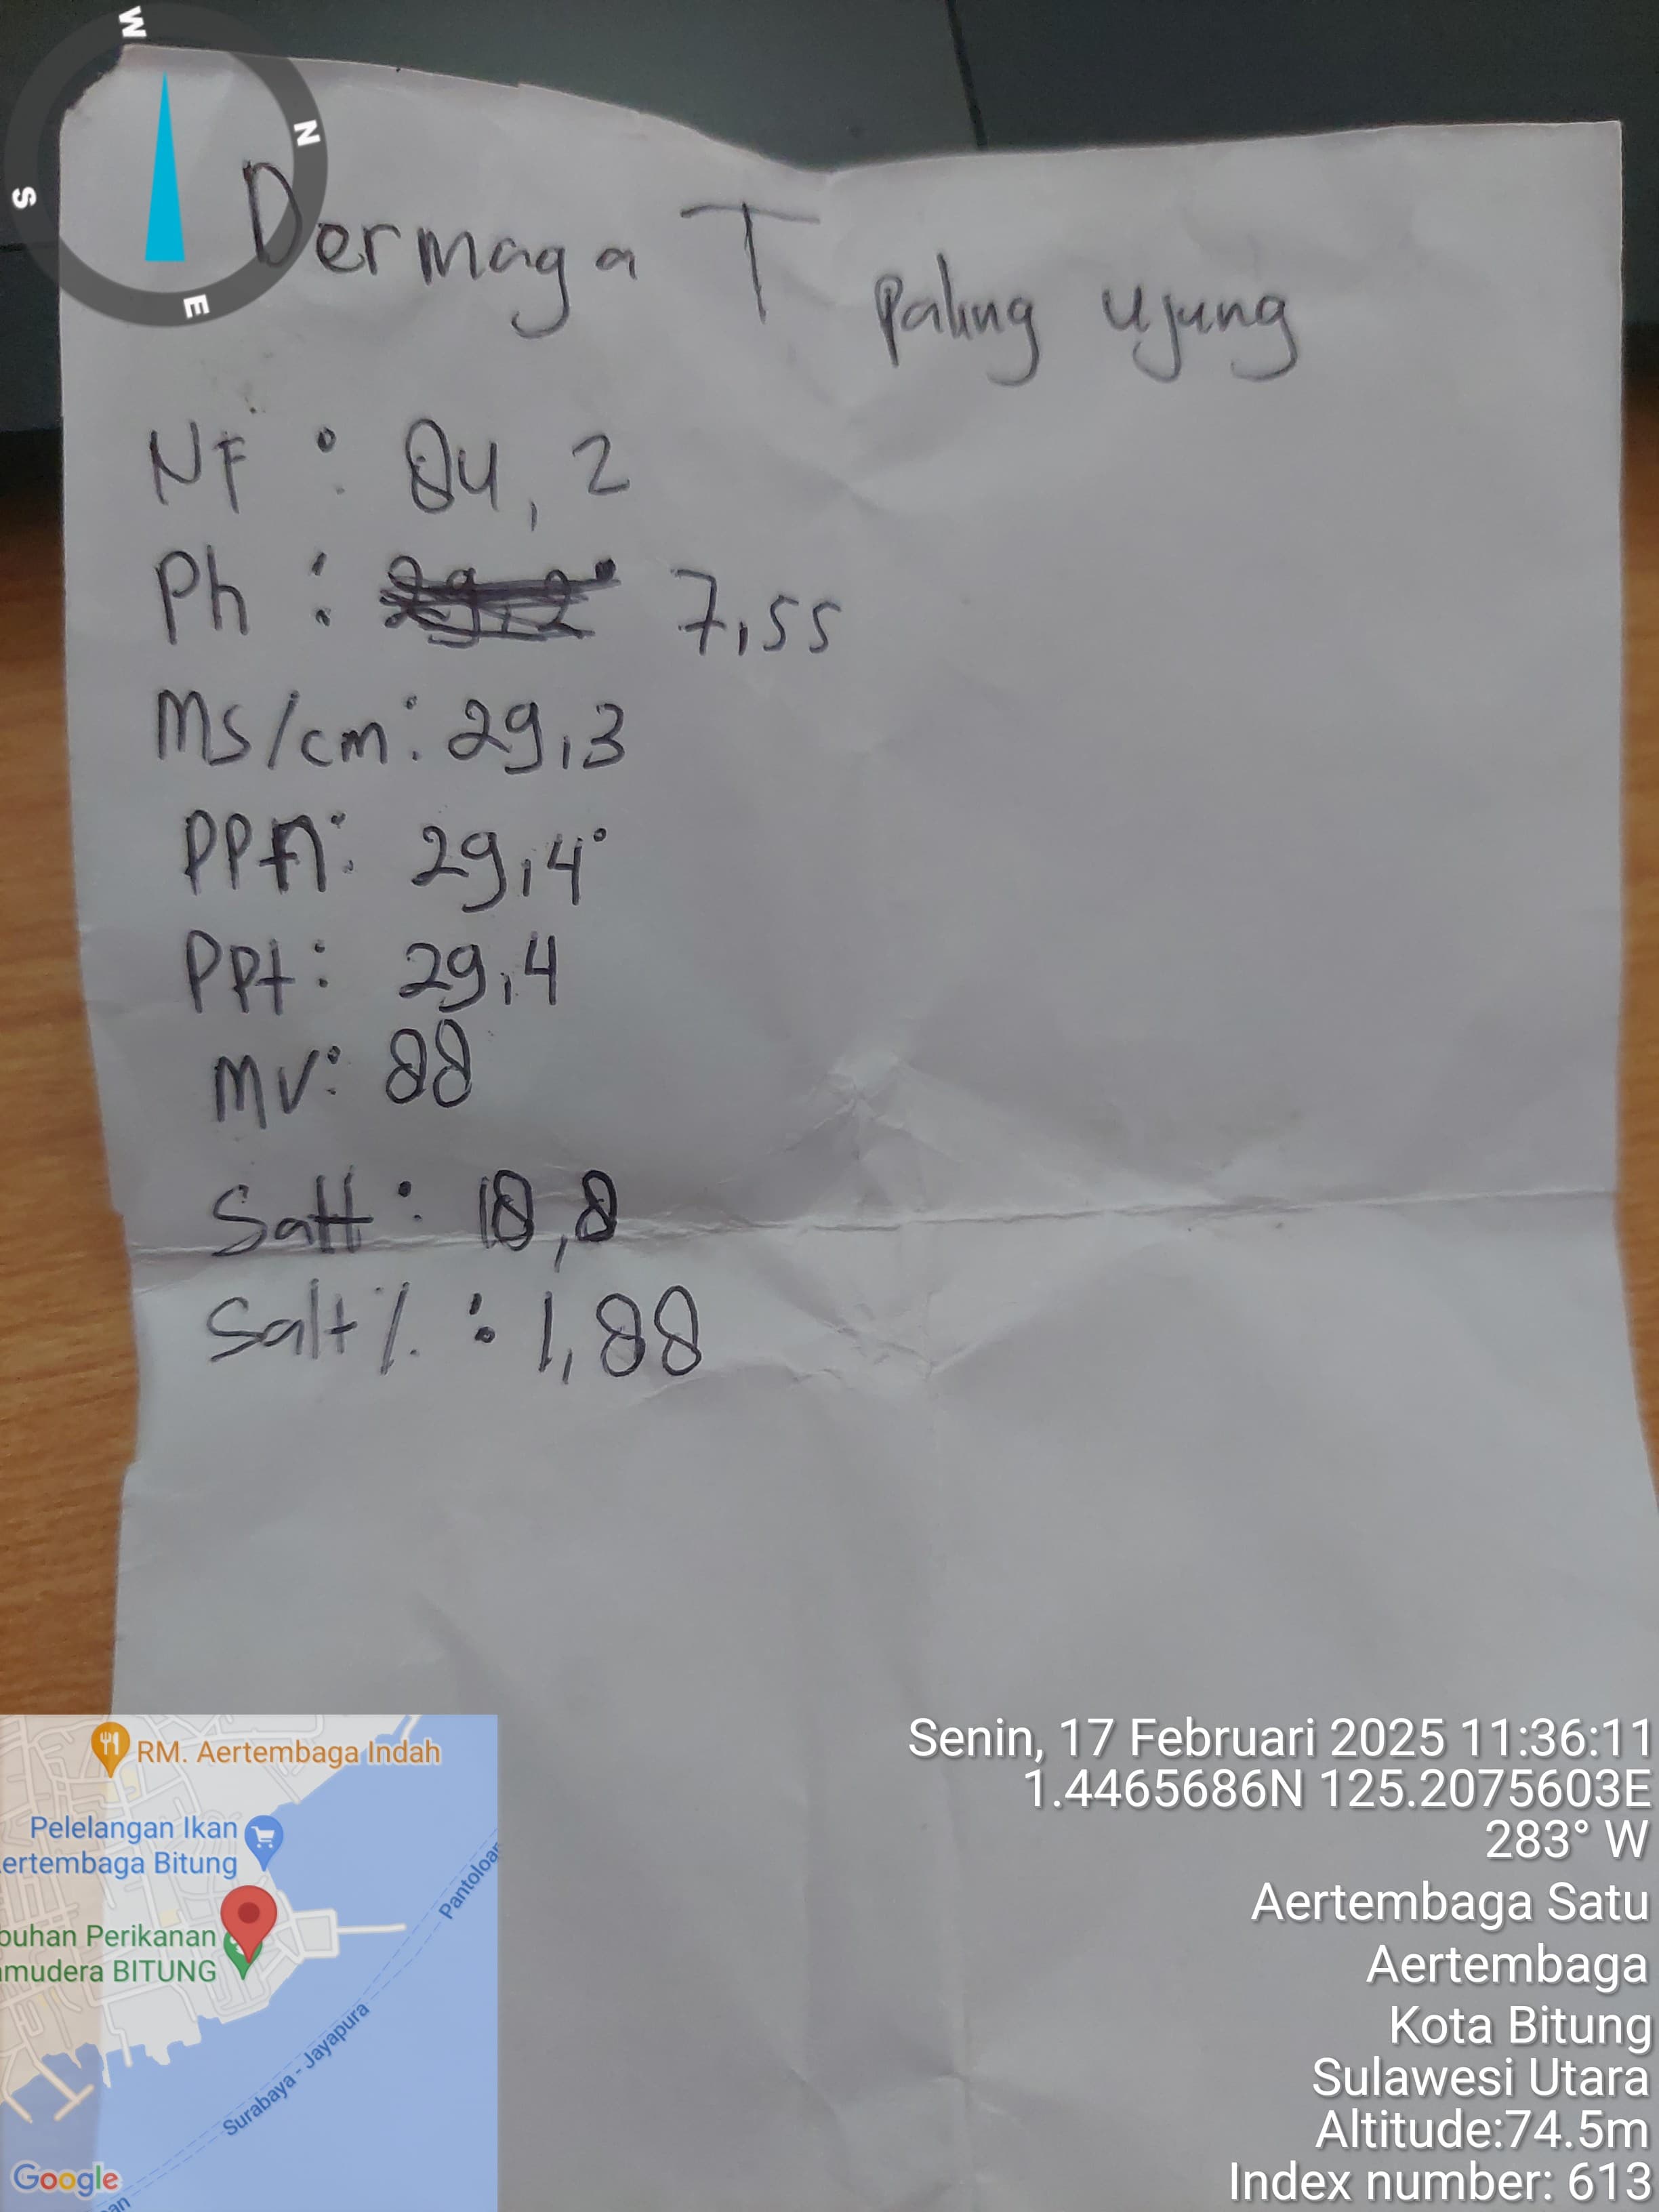 W
N
S
E
Dermaga T paling ujung
NF : 84,2
Ph : 7,55
Ms/cm: 29,3
PPM: 29,4°
PPt: 29,4
MV: 88
Salt : 18,8
Salt % : 1,88
RM. Aertembaga Indah
Pelelangan Ikan
ertembaga Bitung
buhan Perikanan
amudera BITUNG
Pantoloan
Surabaya - Jayapura
Google
Senin, 17 Februari 2025 11:36:11
1.4465686N 125.2075603E
283° W
Aertembaga Satu
Aertembaga
Kota Bitung
Sulawesi Utara
Altitude:74.5m
Index number: 613